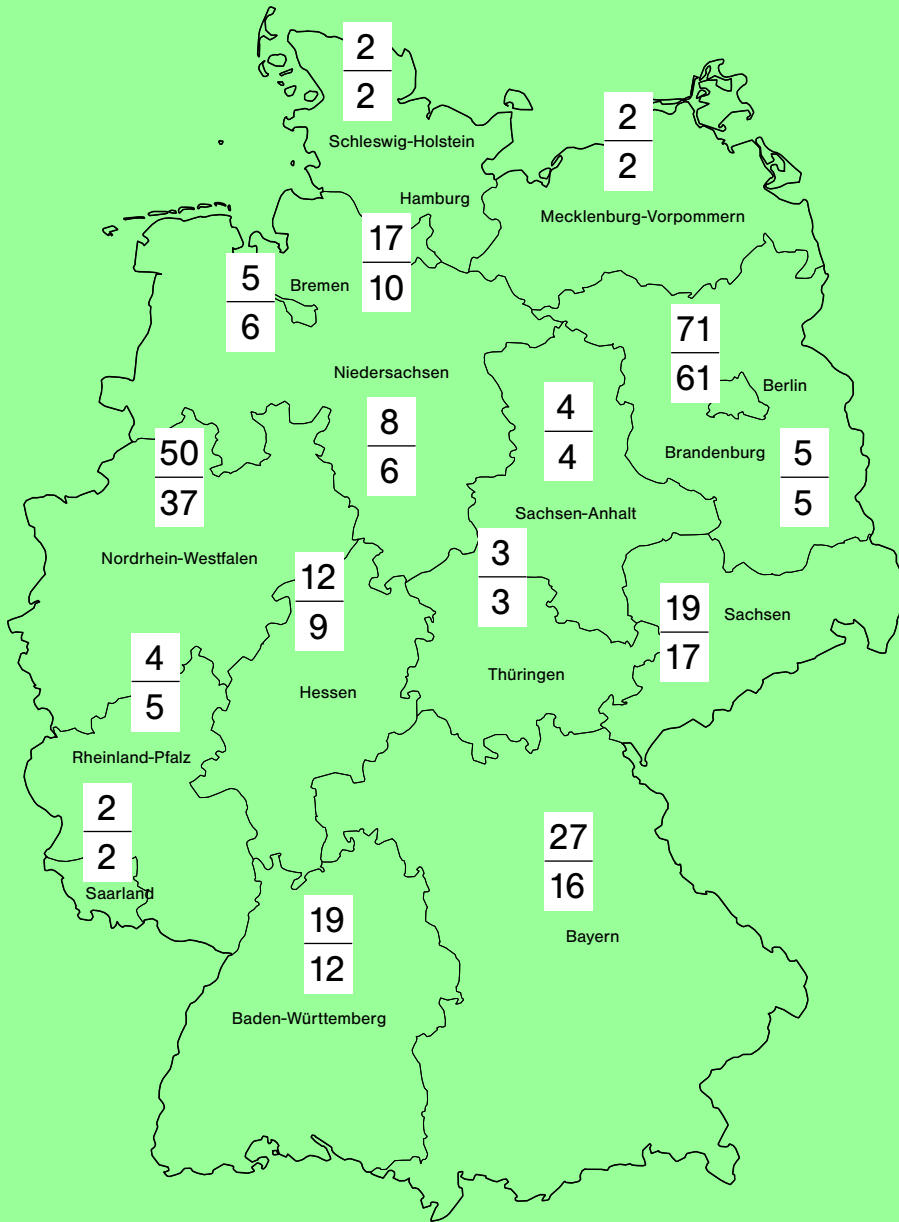 2
2
Schleswig-Holstein
2
2
Mecklenburg-Vorpommern
Hamburg
17
10
5
6
Bremen
71
61
Berlin
Niedersachsen
8
6
4
4
Sachsen-Anhalt
Brandenburg
5
5
50
37
Nordrhein-Westfalen
12
9
Hessen
3
3
Thüringen
19
17
Sachsen
4
5
Rheinland-Pfalz
2
2
Saarland
27
16
Bayern
19
12
Baden-Württemberg